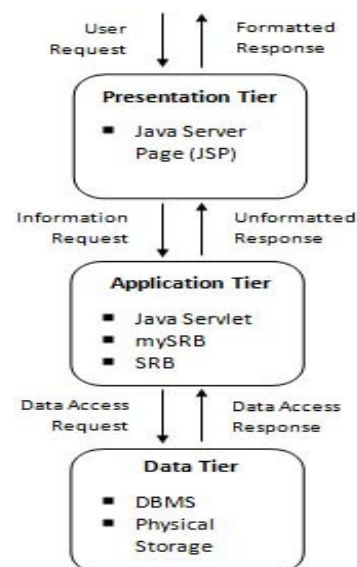 User
Request
Formatted
Response
Presentation Tier
▪ Java Server
Page (JSP)
Information
Request
Unformatted
Response
Application Tier
▪ Java Servlet
▪ mySRB
▪ SRB
Data Access
Request
Data Access
Response
Data Tier
▪ DBMS
▪ Physical
Storage